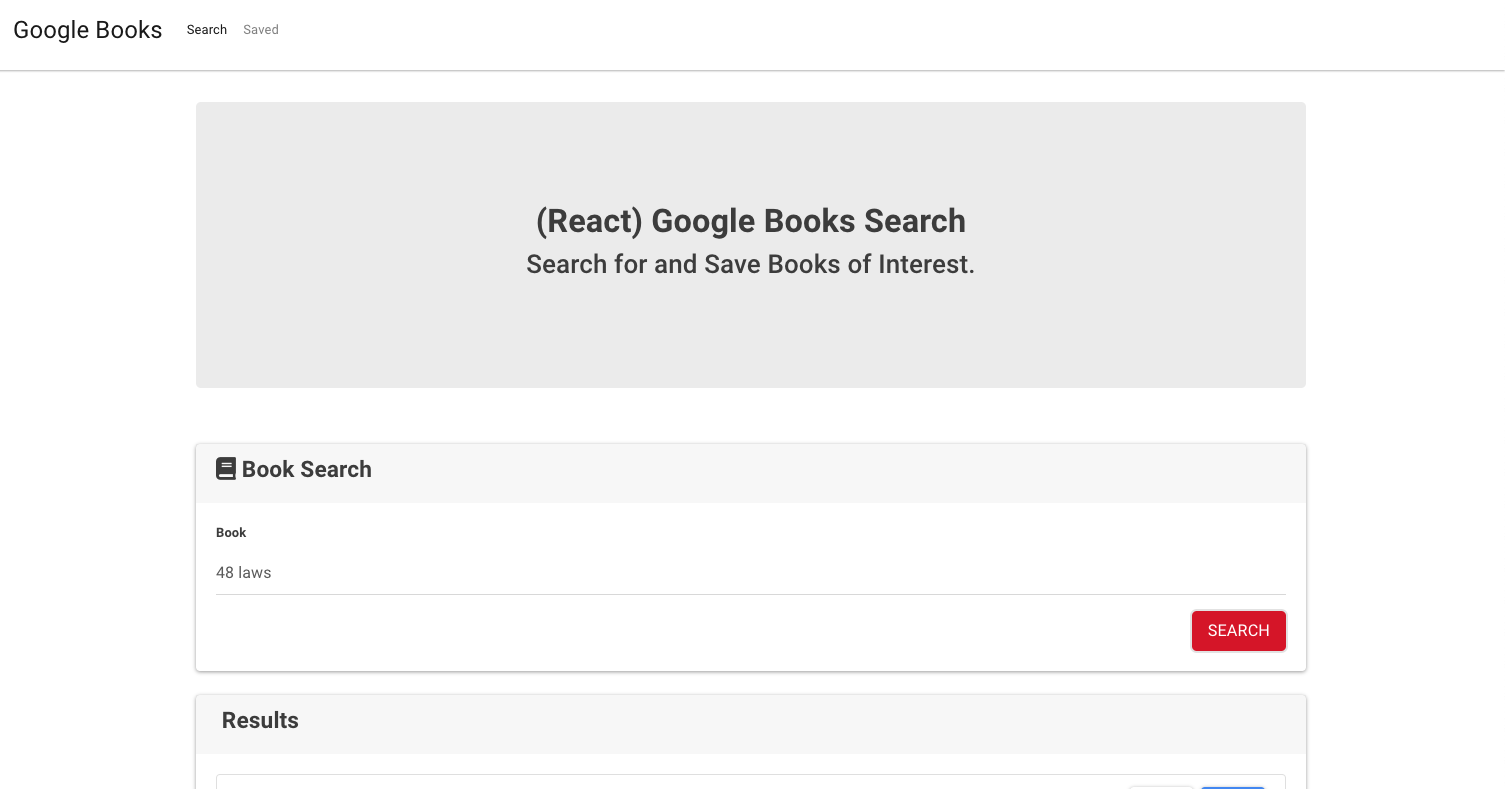 Google Books Search Saved
(React) Google Books Search
Search for and Save Books of Interest.
Book Search
Book
48 laws
SEARCH
Results